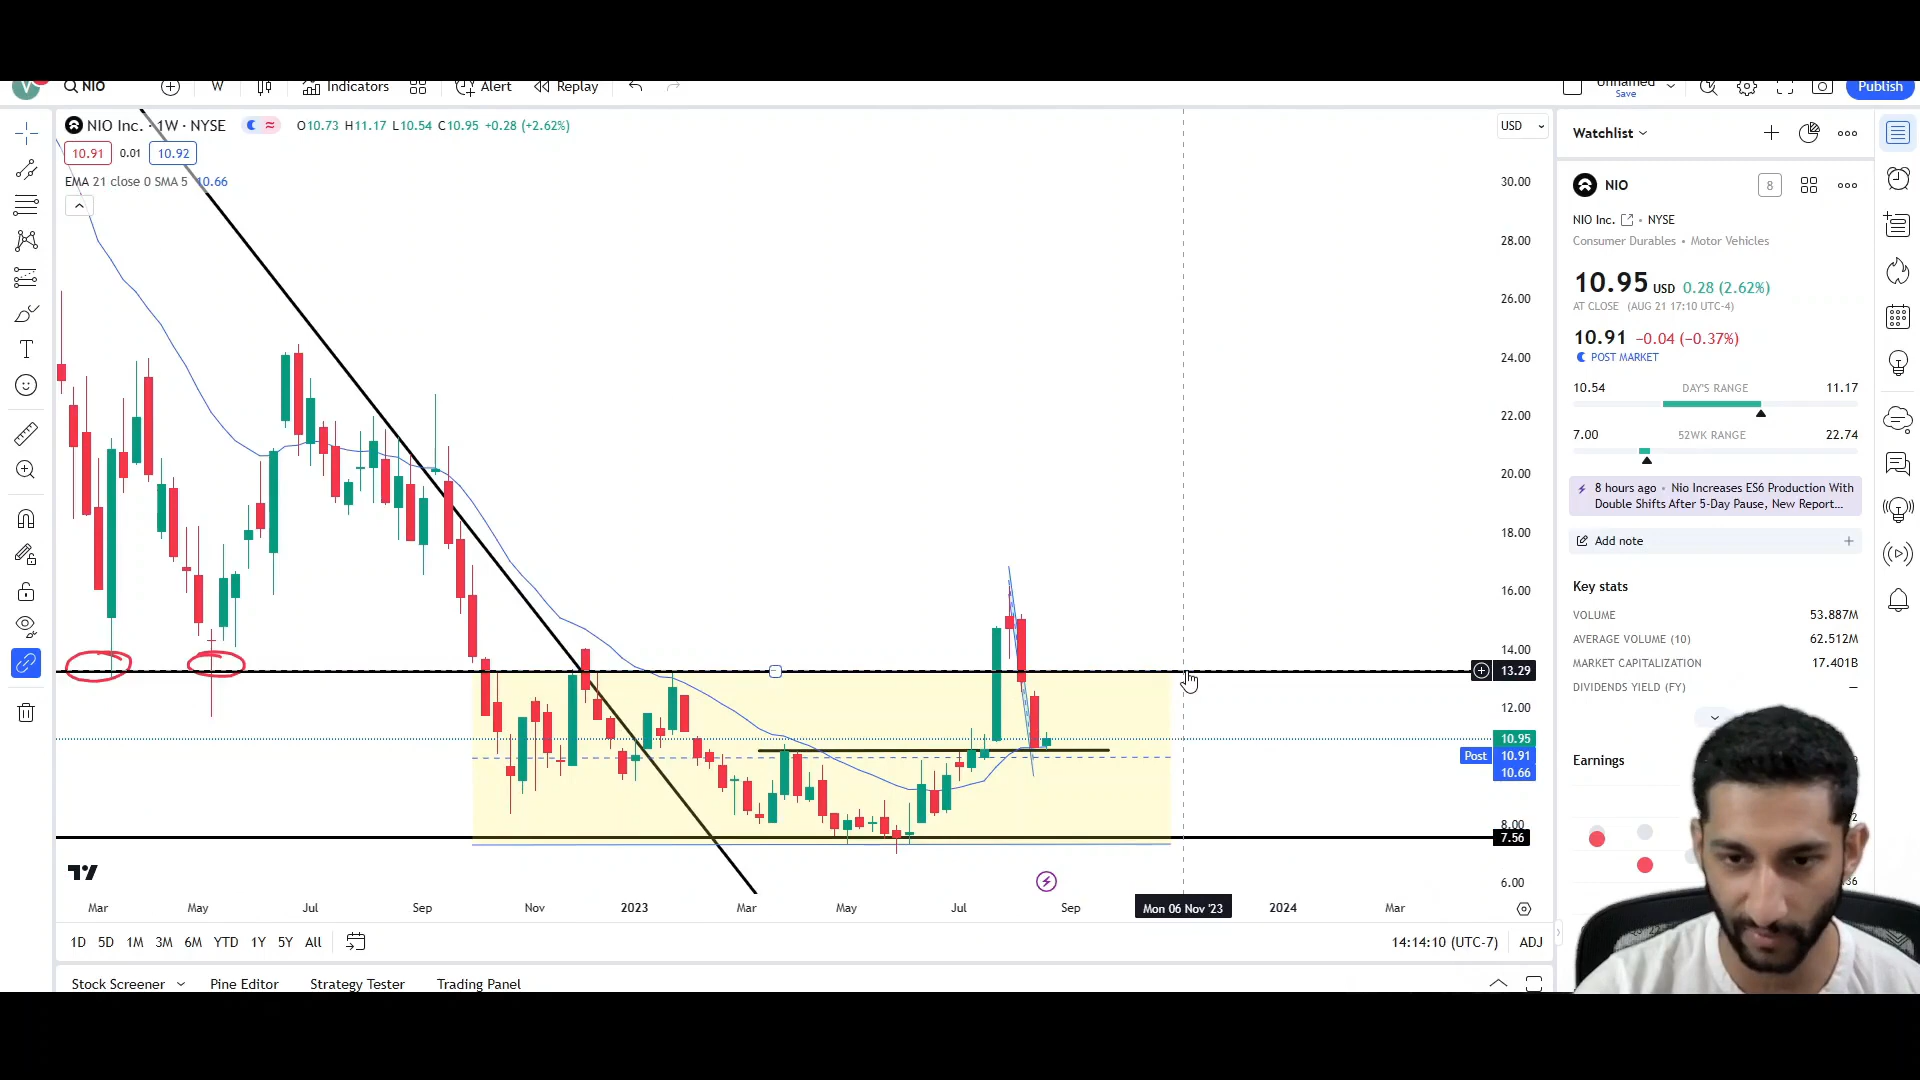 V NIO W Indicators Alert Replay Unnamed Save Publish
NIO Inc. · 1W · NYSE O10.73 H11.17 L10.54 C10.95 +0.28 (+2.62%) USD
10.91 0.01 10.92
EMA 21 close 0 SMA 5 10.66
30.00
28.00
26.00
24.00
22.00
20.00
18.00
16.00
14.00
13.29
12.00
10.95
Post 10.91
10.66
8.00
7.56
6.00
Mar May Jul Sep Nov 2023 Mar May Jul Sep Mon 06 Nov '23 2024 Mar
1D 5D 1M 3M 6M YTD 1Y 5Y All 14:14:10 (UTC-7) ADJ
Stock Screener Pine Editor Strategy Tester Trading Panel
Watchlist
NIO 8
NIO Inc. • NYSE
Consumer Durables • Motor Vehicles
10.95 USD 0.28 (2.62%)
AT CLOSE (AUG 21 17:10 UTC-4)
10.91 −0.04 (−0.37%)
POST MARKET
10.54 DAY'S RANGE 11.17
7.00 52WK RANGE 22.74
8 hours ago • Nio Increases ES6 Production With
Double Shifts After 5-Day Pause, New Report...
Add note
Key stats
VOLUME 53.887M
AVERAGE VOLUME (10) 62.512M
MARKET CAPITALIZATION 17.401B
DIVIDENDS YIELD (FY) —
Earnings